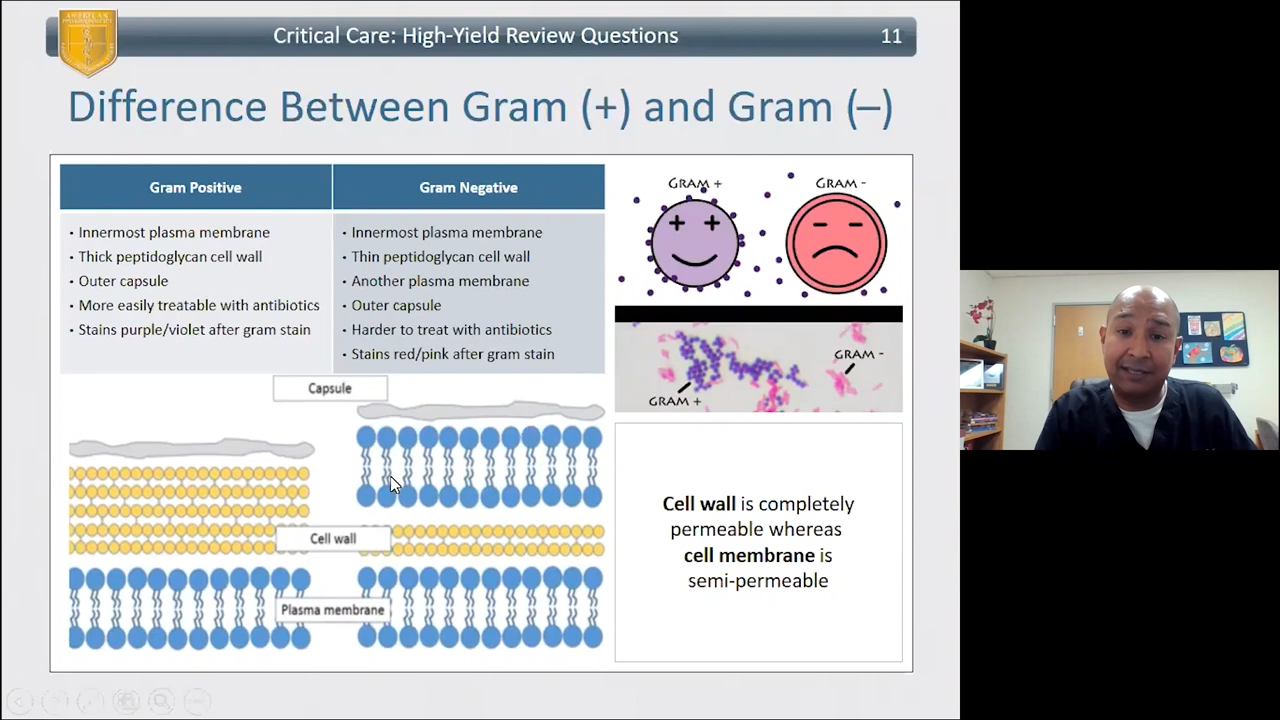 AMERICAN
Critical Care: High-Yield Review Questions
11
Difference Between Gram (+) and Gram (–)
Gram Positive
• Innermost plasma membrane
• Thick peptidoglycan cell wall
• Outer capsule
• More easily treatable with antibiotics
• Stains purple/violet after gram stain
Gram Negative
• Innermost plasma membrane
• Thin peptidoglycan cell wall
• Another plasma membrane
• Outer capsule
• Harder to treat with antibiotics
• Stains red/pink after gram stain
GRAM +
GRAM -
GRAM +
GRAM -
Capsule
Cell wall
Plasma membrane
Cell wall is completely
permeable whereas
cell membrane is
semi-permeable